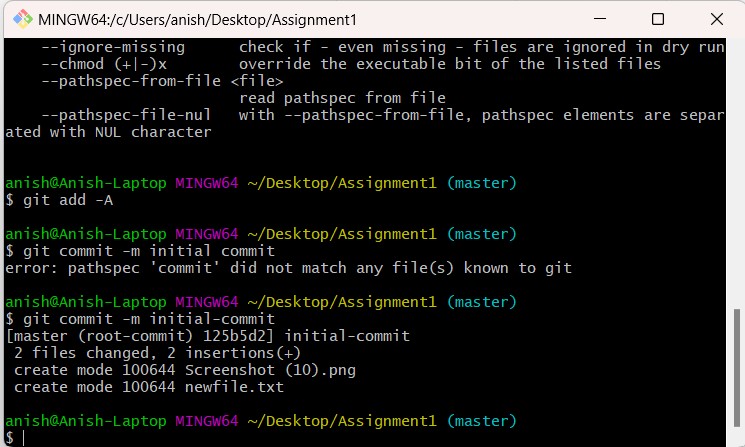 MINGW64:/c/Users/anish/Desktop/Assignment1
--ignore-missing check if - even missing - files are ignored in dry run
--chmod (+|-)x override the executable bit of the listed files
--pathspec-from-file <file>
read pathspec from file
--pathspec-file-nul with --pathspec-from-file, pathspec elements are separ
ated with NUL character
anish@Anish-Laptop MINGW64 ~/Desktop/Assignment1 (master)
$ git add -A
anish@Anish-Laptop MINGW64 ~/Desktop/Assignment1 (master)
$ git commit -m initial commit
error: pathspec 'commit' did not match any file(s) known to git
anish@Anish-Laptop MINGW64 ~/Desktop/Assignment1 (master)
$ git commit -m initial-commit
[master (root-commit) 125b5d2] initial-commit
2 files changed, 2 insertions(+)
create mode 100644 Screenshot (10).png
create mode 100644 newfile.txt
anish@Anish-Laptop MINGW64 ~/Desktop/Assignment1 (master)
$